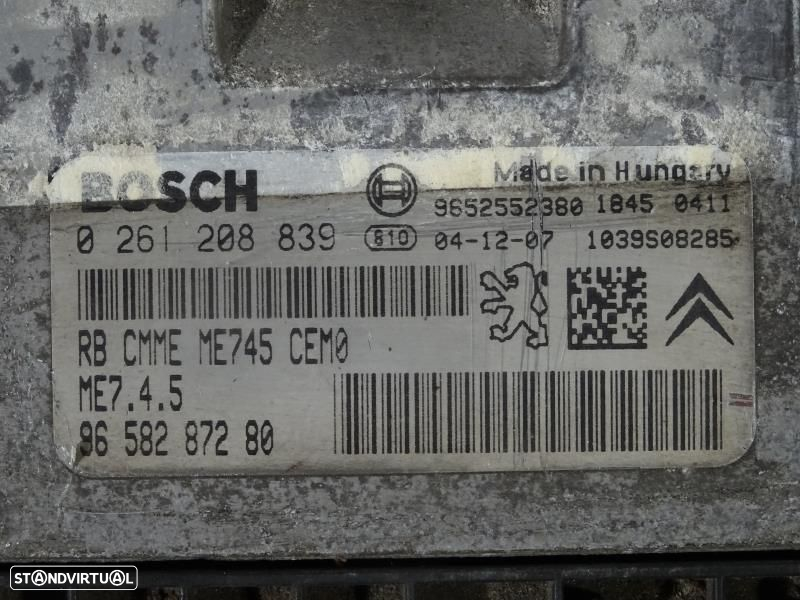 BOSCH
Made in Hungary
9652552380 1845 0411
0 261 208 839 810 04-12-07 1039S08285
RB CMME ME745 CEM0
ME7.4.5
96 582 872 80
STANDVIRTUAL